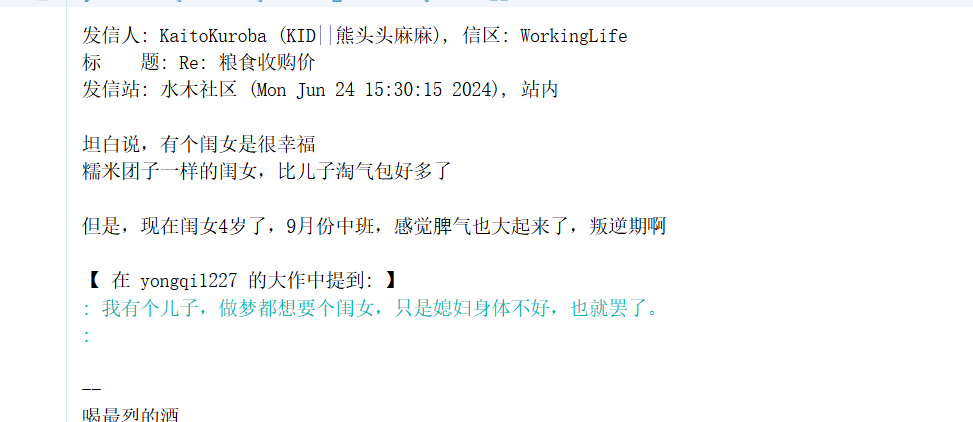 发信人: KaitoKuroba (KID||熊头头麻麻), 信区: WorkingLife
标    题: Re: 粮食收购价
发信站: 水木社区 (Mon Jun 24 15:30:15 2024), 站内
坦白说，有个闺女是很幸福
糯米团子一样的闺女，比儿子淘气包好多了
但是，现在闺女4岁了，9月份中班，感觉脾气也大起来了，叛逆期啊
【 在 yongqi1227 的大作中提到: 】
: 我有个儿子，做梦都想要个闺女，只是媳妇身体不好，也就罢了。
:
--
喝最烈的酒